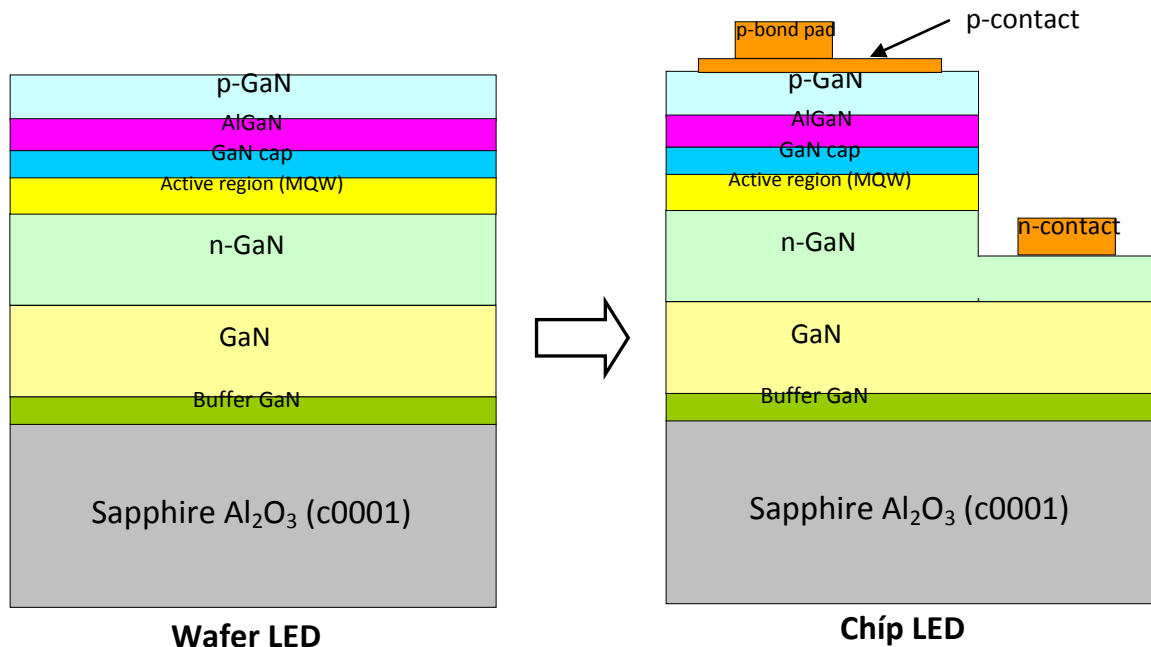 p-GaN
AlGaN
GaN cap
Active region (MQW)
n-GaN
GaN
Buffer GaN
Sapphire Al₂O₃ (c0001)
Wafer LED
p-bond pad
p-contact
p-GaN
AlGaN
GaN cap
Active region (MQW)
n-contact
n-GaN
GaN
Buffer GaN
Sapphire Al₂O₃ (c0001)
Chíp LED